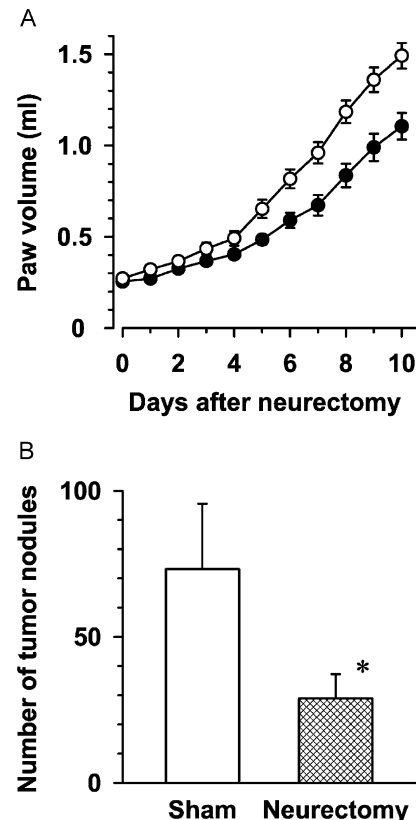 A
Paw volume (ml)
1.5
1.0
0.5
0
0 2 4 6 8 10
Days after neurectomy
B
Number of tumor nodules
100
50
0
*
Sham Neurectomy